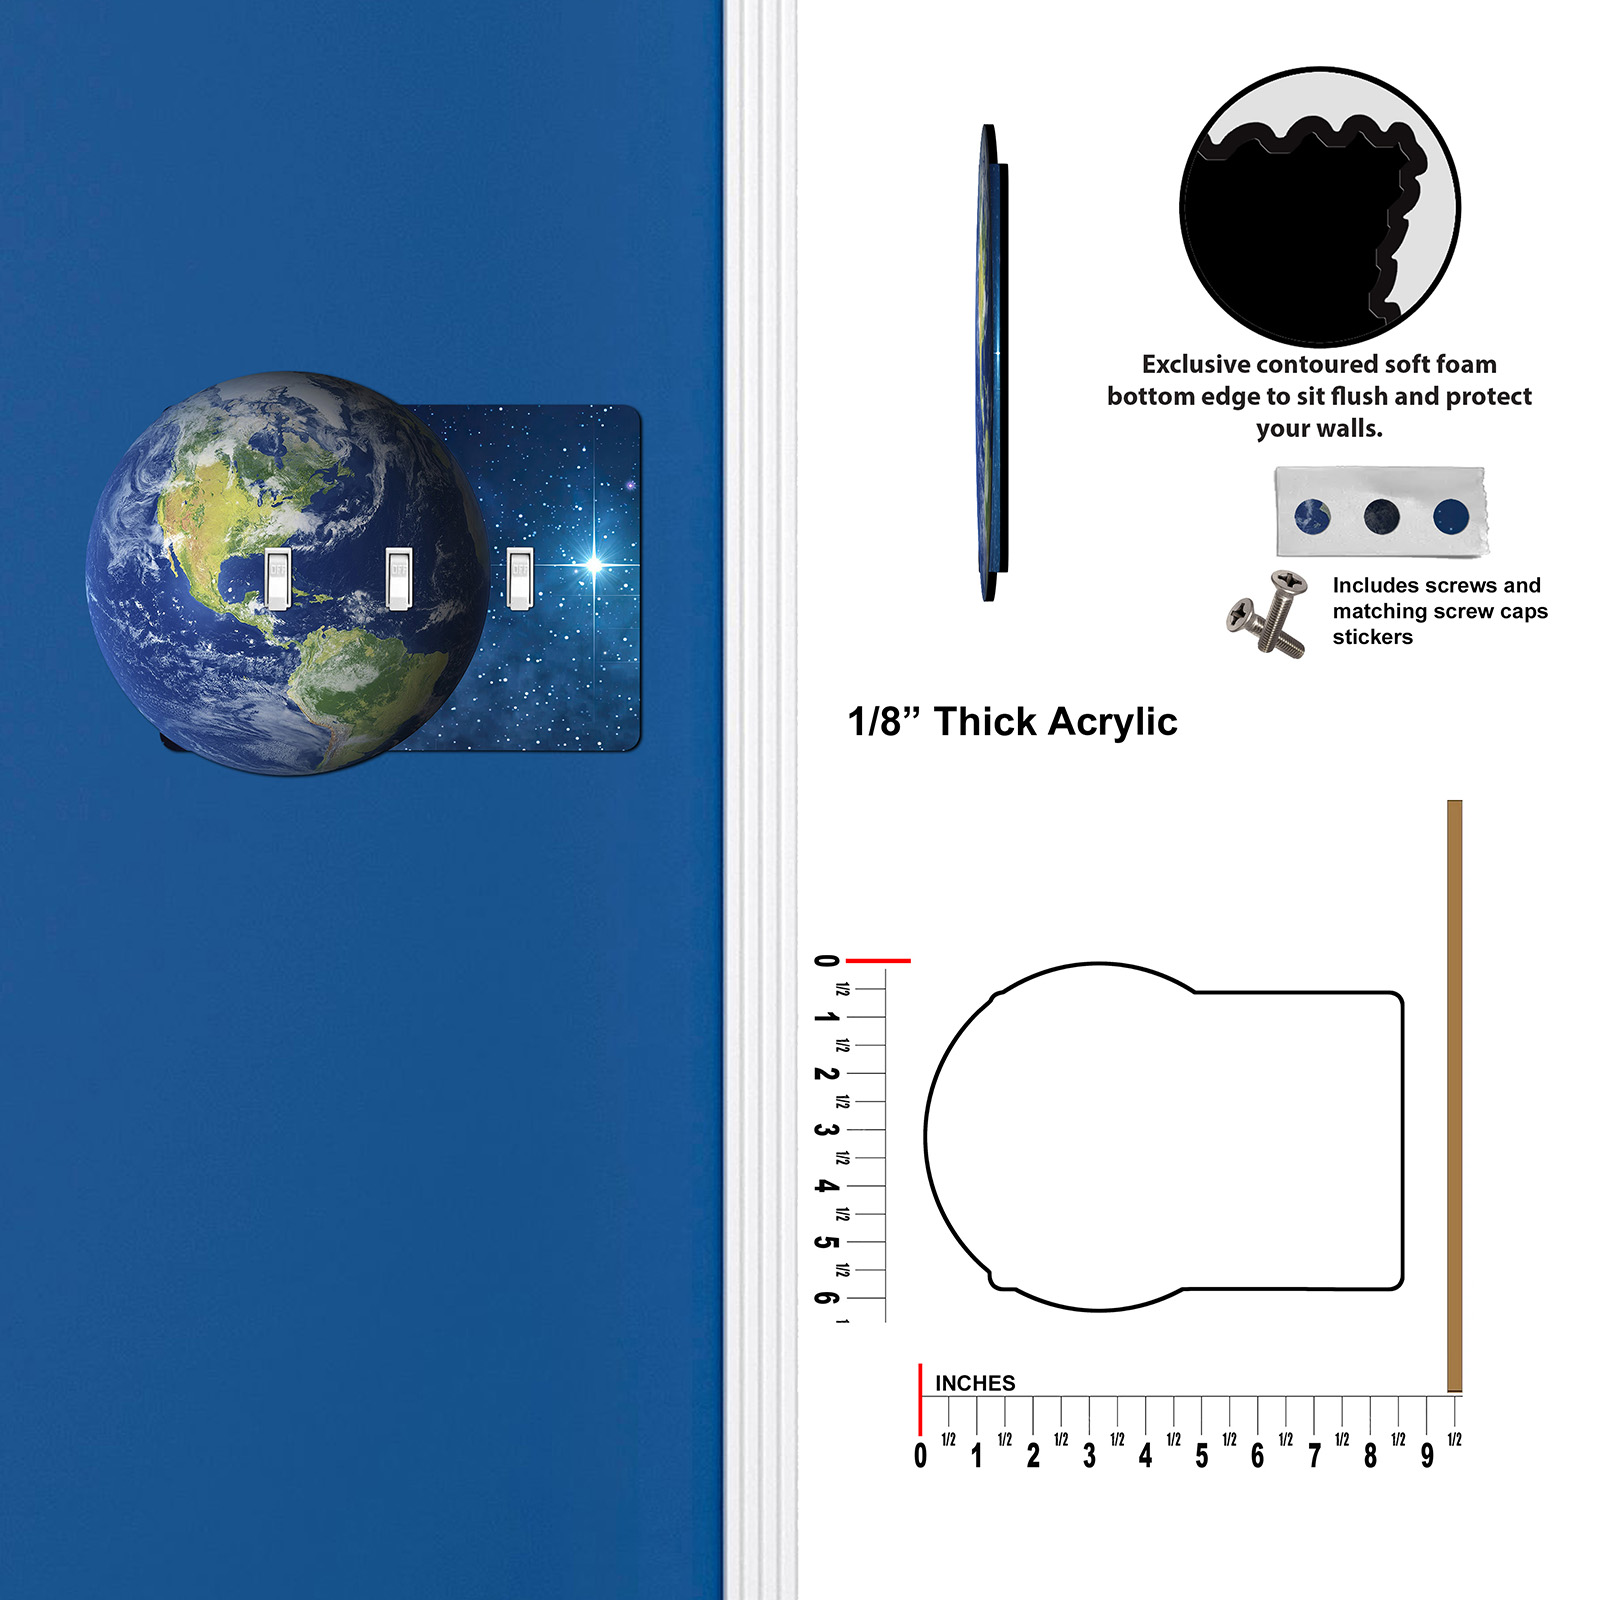 Exclusive contoured soft foam
bottom edge to sit flush and protect
your walls.
Includes screws and
matching screw caps
stickers
1/8” Thick Acrylic
0
1/2
1
1/2
2
1/2
3
1/2
4
1/2
5
1/2
6
1
INCHES
0 1/2 1 1/2 2 1/2 3 1/2 4 1/2 5 1/2 6 1/2 7 1/2 8 1/2 9 1/2